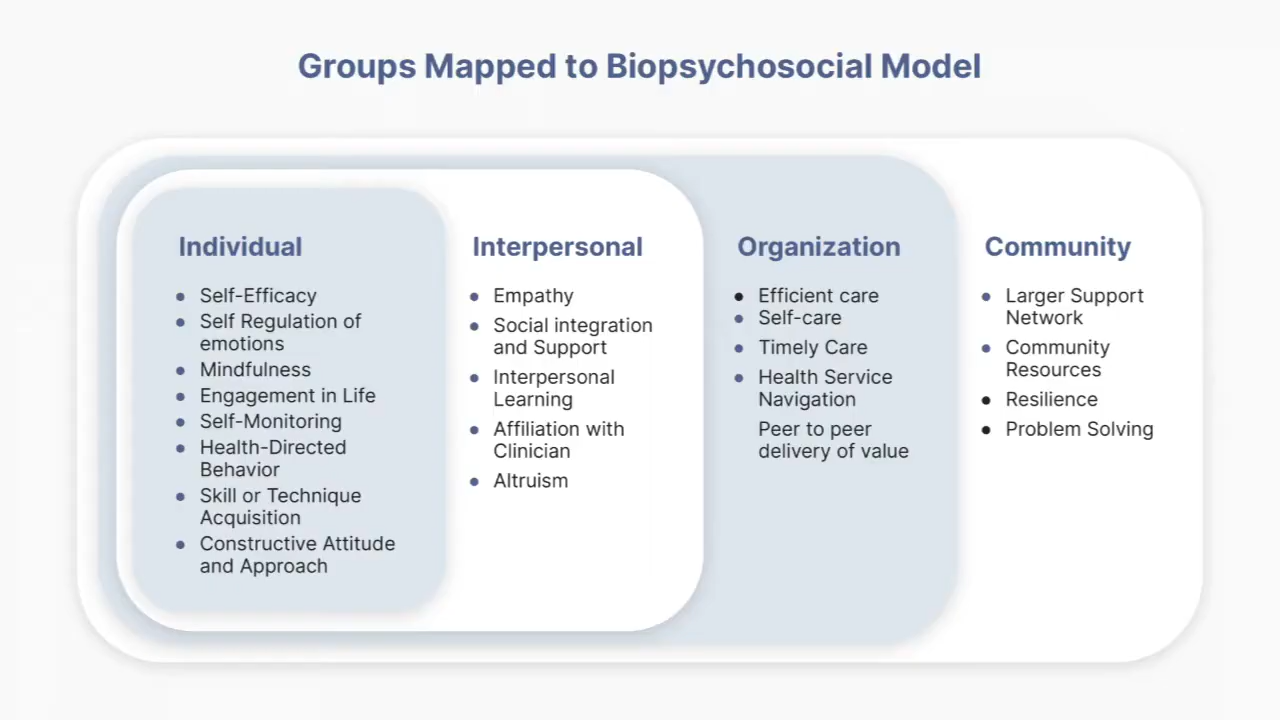 Groups Mapped to Biopsychosocial Model
Individual
Self-Efficacy
Self Regulation of
emotions
Mindfulness
Engagement in Life
Self-Monitoring
Health-Directed
Behavior
Skill or Technique
Acquisition
Constructive Attitude
and Approach
Interpersonal
Empathy
Social integration
and Support
Interpersonal
Learning
Affiliation with
Clinician
Altruism
Organization
Efficient care
Self-care
Timely Care
Health Service
Navigation
Peer to peer
delivery of value
Community
Larger Support
Network
Community
Resources
Resilience
Problem Solving